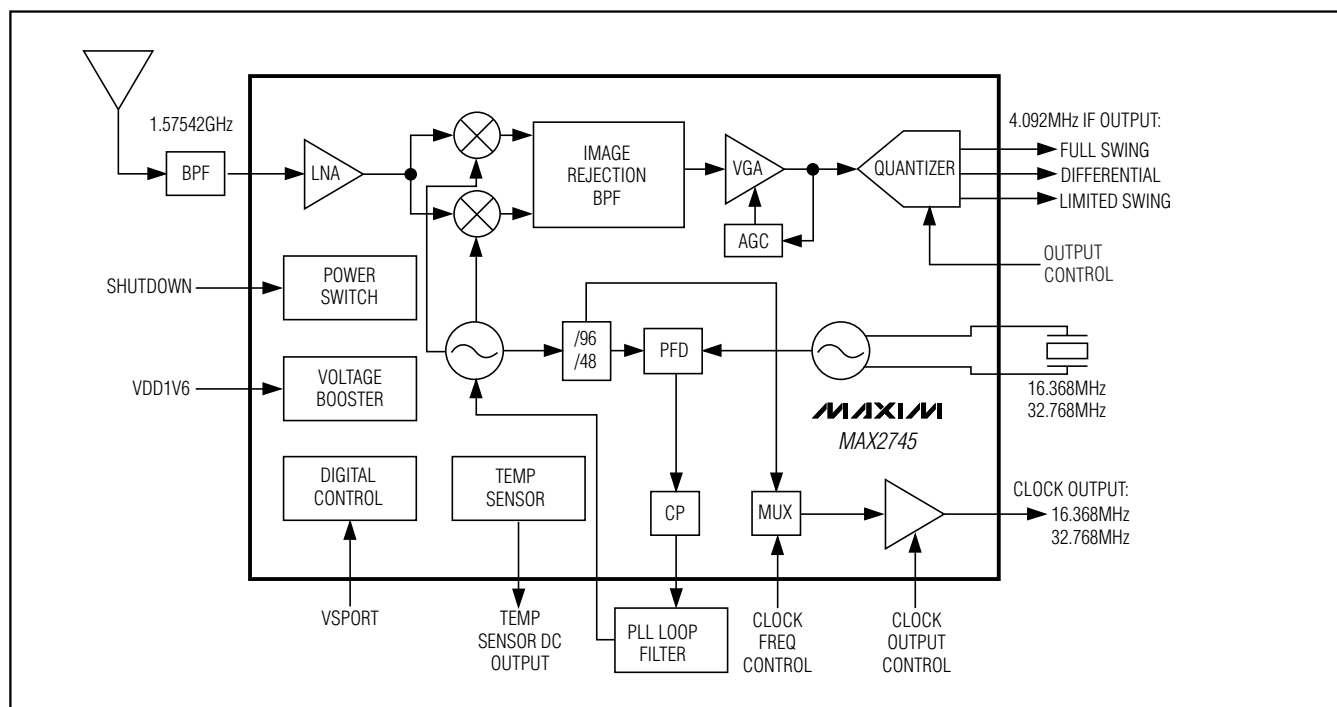 1.57542GHz
BPF
LNA
IMAGE
REJECTION
BPF
VGA
AGC
QUANTIZER
4.092MHz IF OUTPUT:
FULL SWING
DIFFERENTIAL
LIMITED SWING
OUTPUT
CONTROL
SHUTDOWN
POWER
SWITCH
/96
/48
PFD
16.368MHz
32.768MHz
VDD1V6
VOLTAGE
BOOSTER
MAXIM
MAX2745
DIGITAL
CONTROL
TEMP
SENSOR
CP
MUX
CLOCK OUTPUT:
16.368MHz
32.768MHz
VSPORT
TEMP
SENSOR DC
OUTPUT
PLL LOOP
FILTER
CLOCK
FREQ
CONTROL
CLOCK
OUTPUT
CONTROL